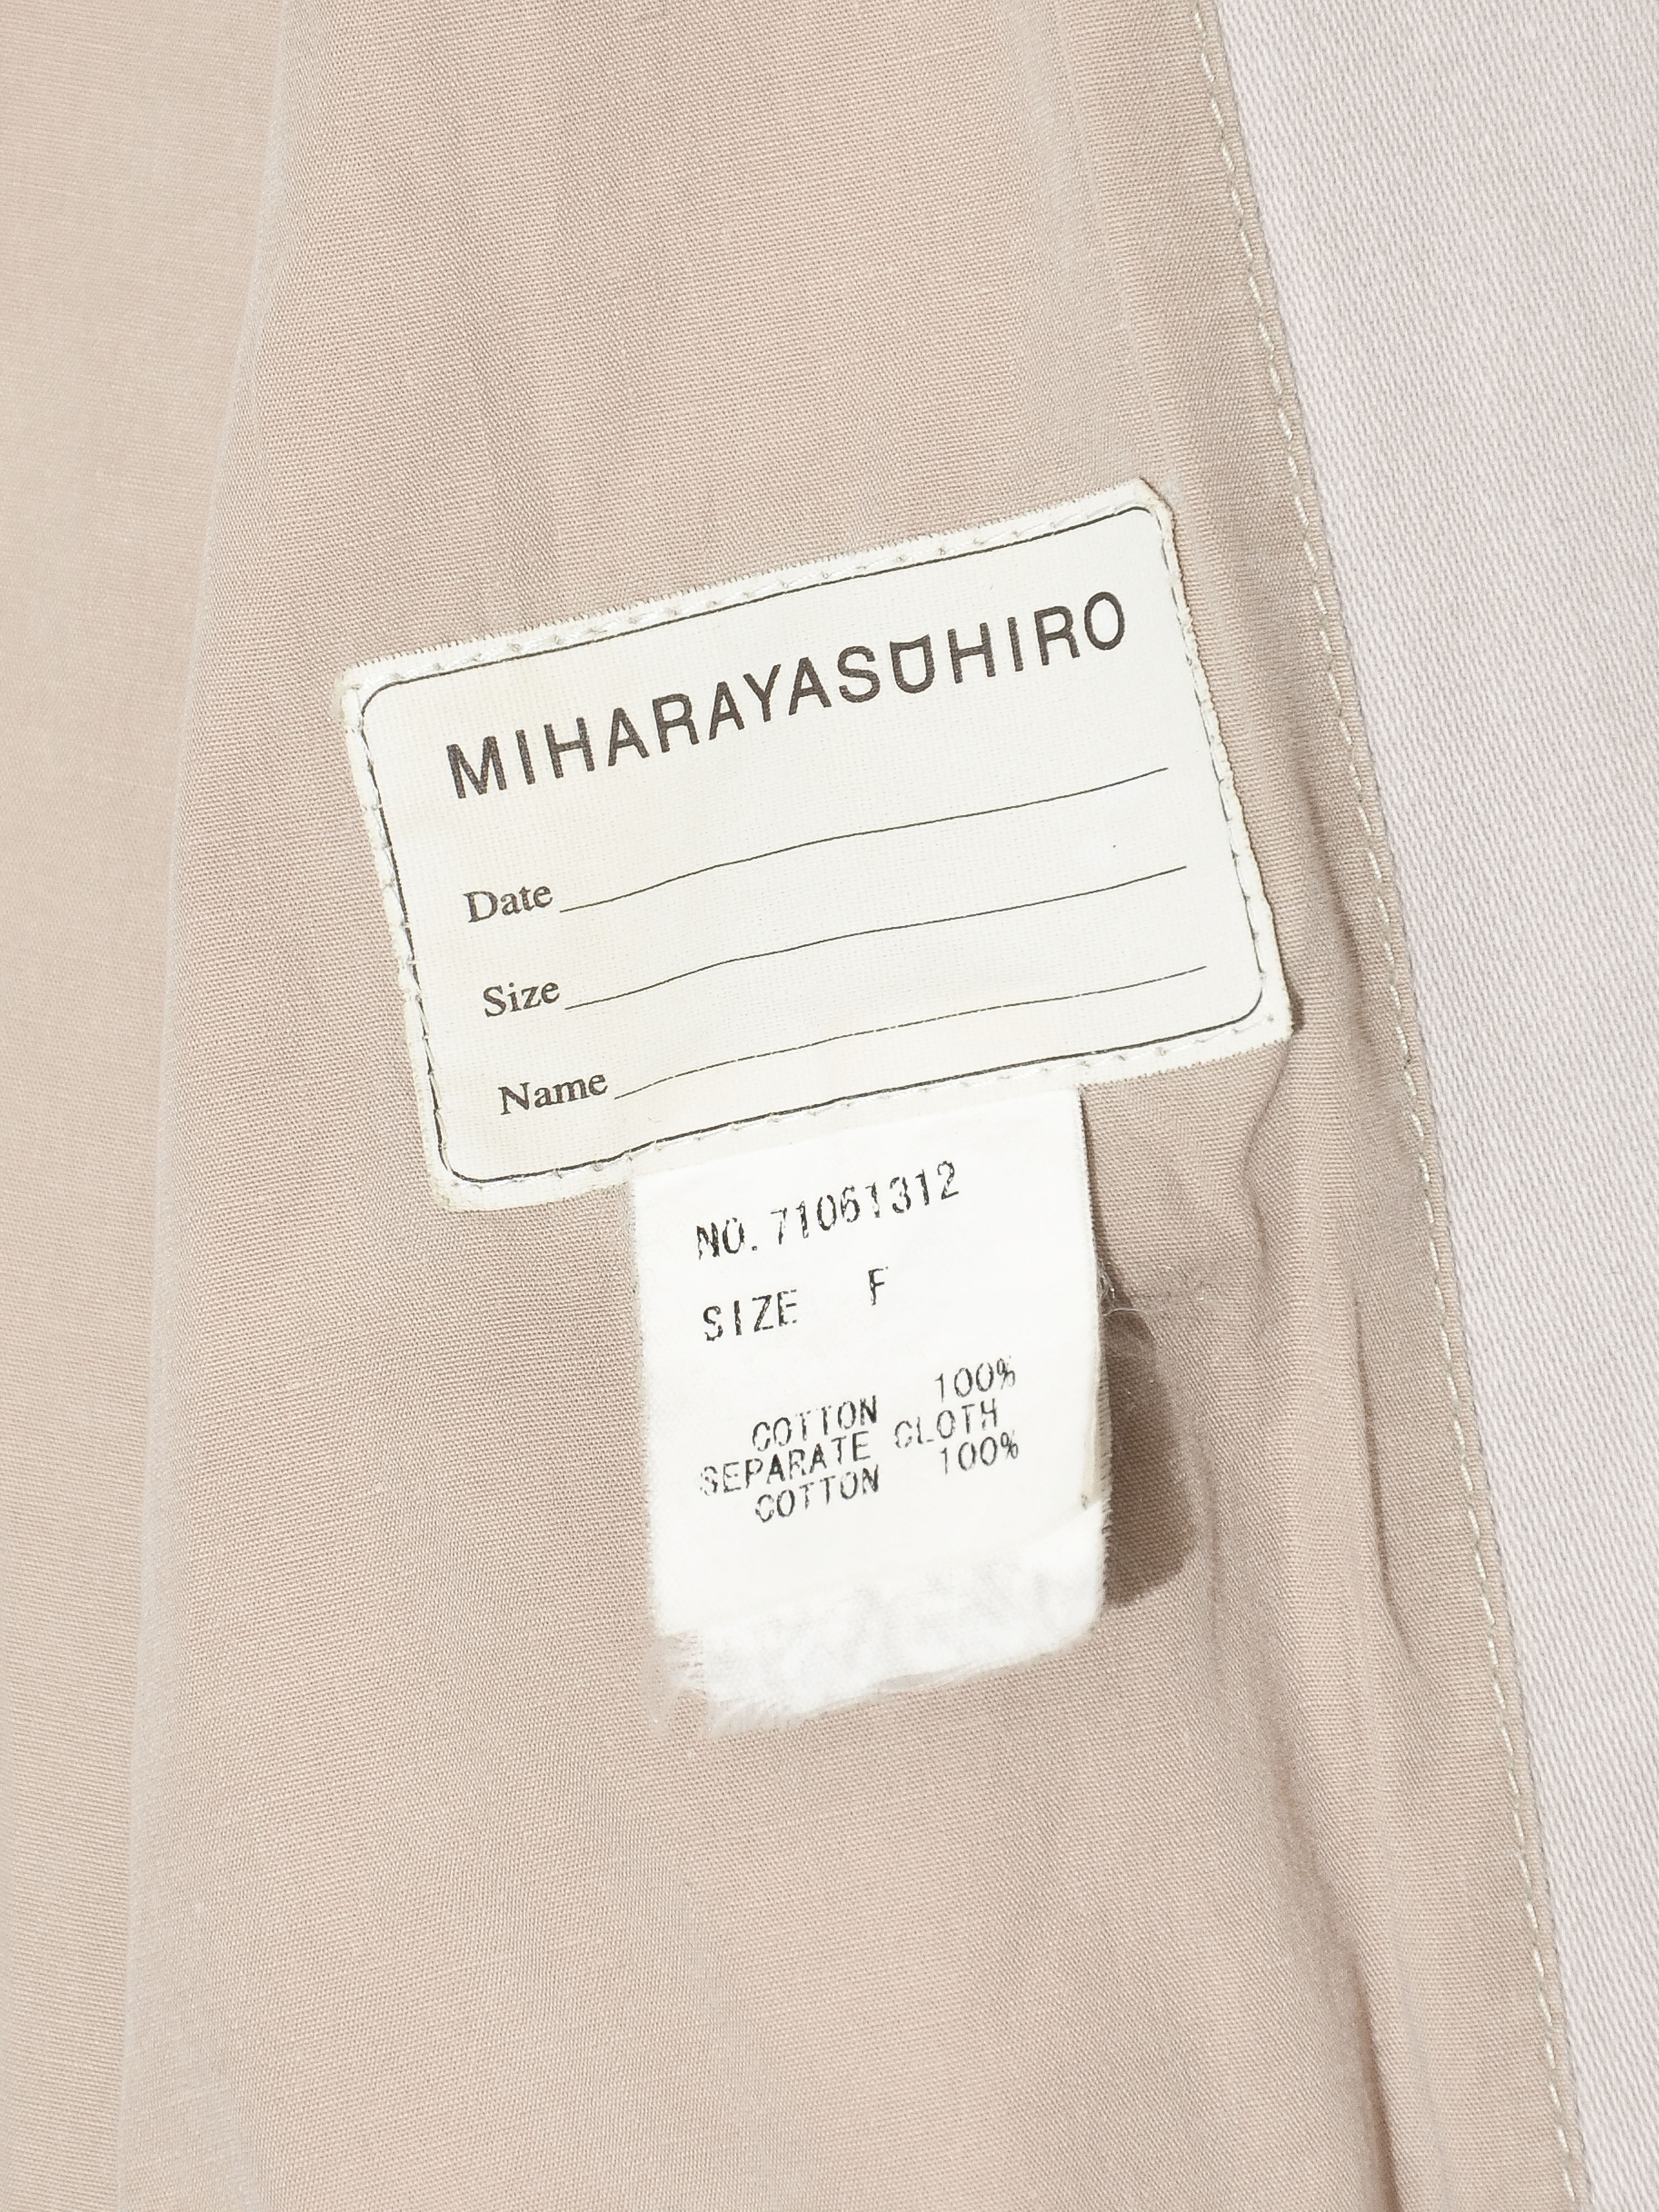 MIHARAYASUHIRO
Date
Size
Name
NO. 71061312
SIZE F
COTTON 100%
SEPARATE CLOTH
COTTON 100%